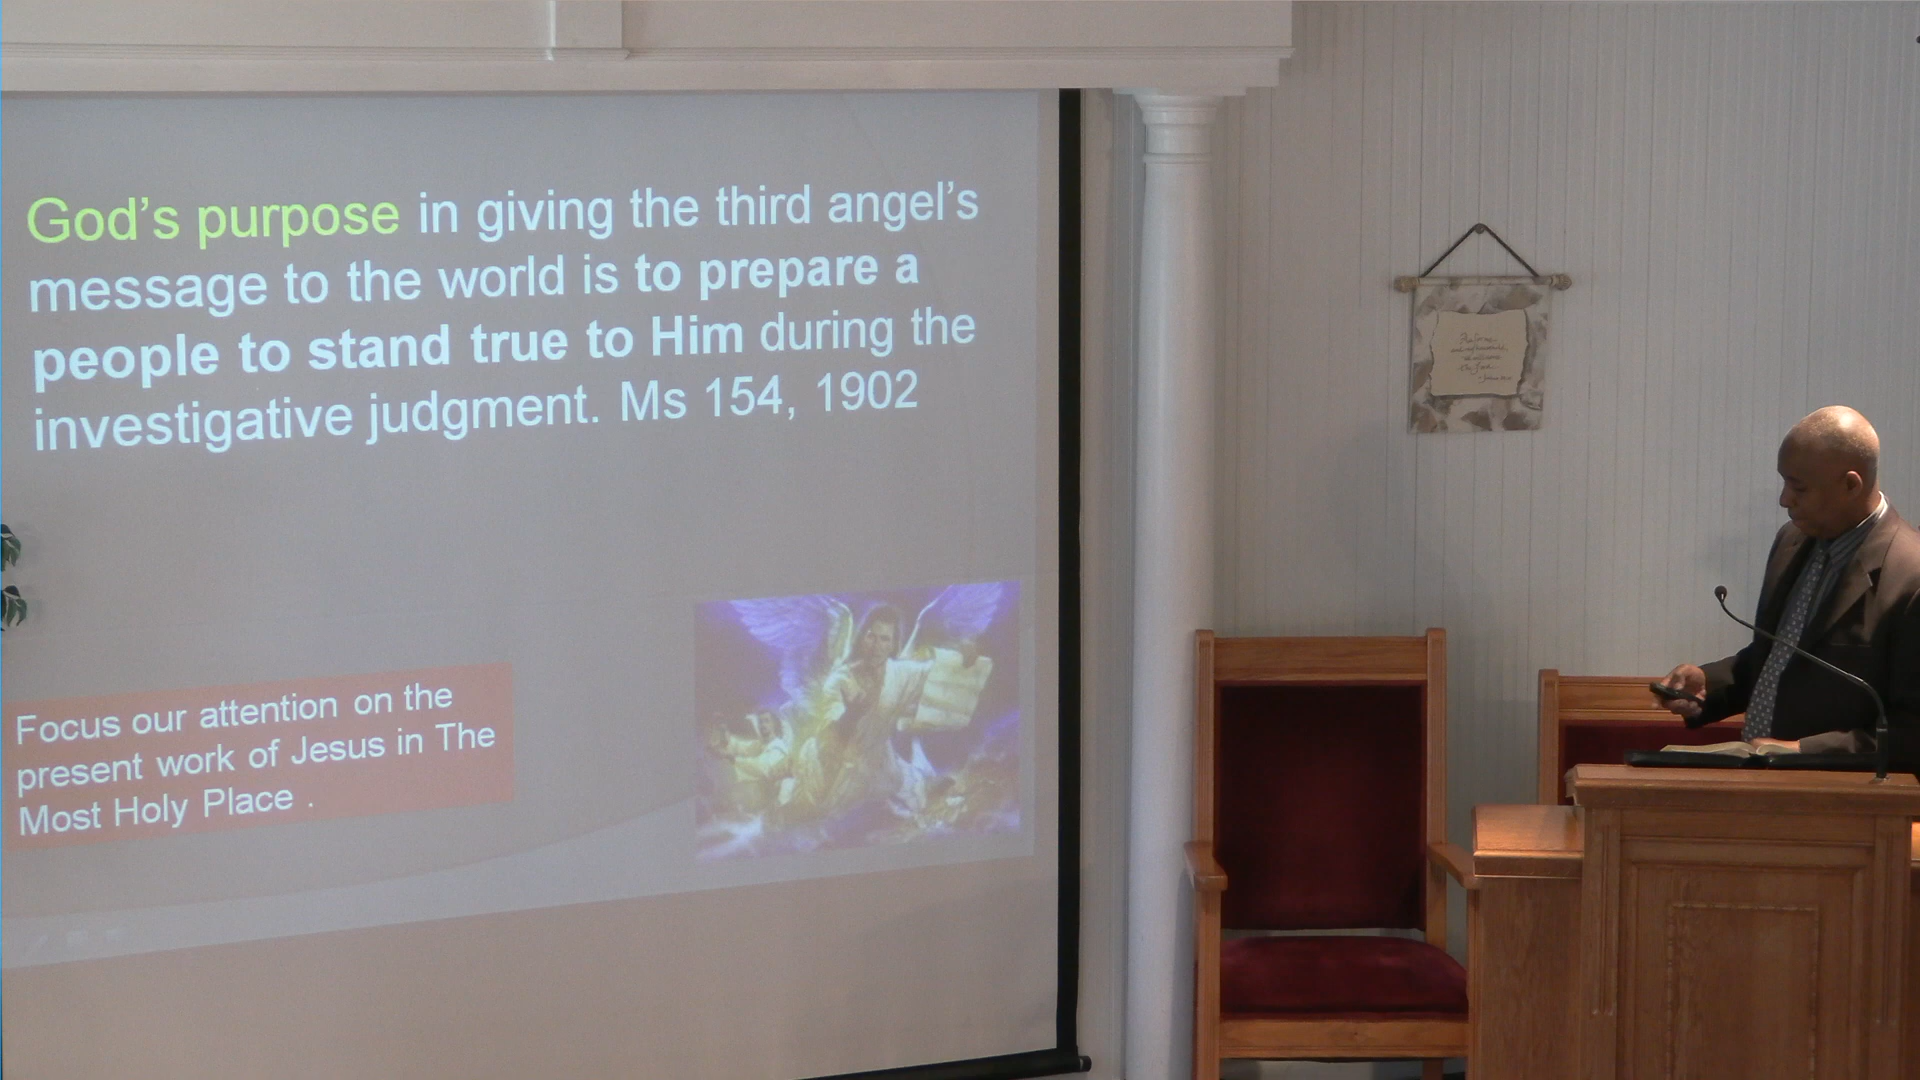 God's purpose in giving the third angel's
message to the world is to prepare a
people to stand true to Him during the
investigative judgment. Ms 154, 1902
Focus our attention on the
present work of Jesus in The
Most Holy Place .